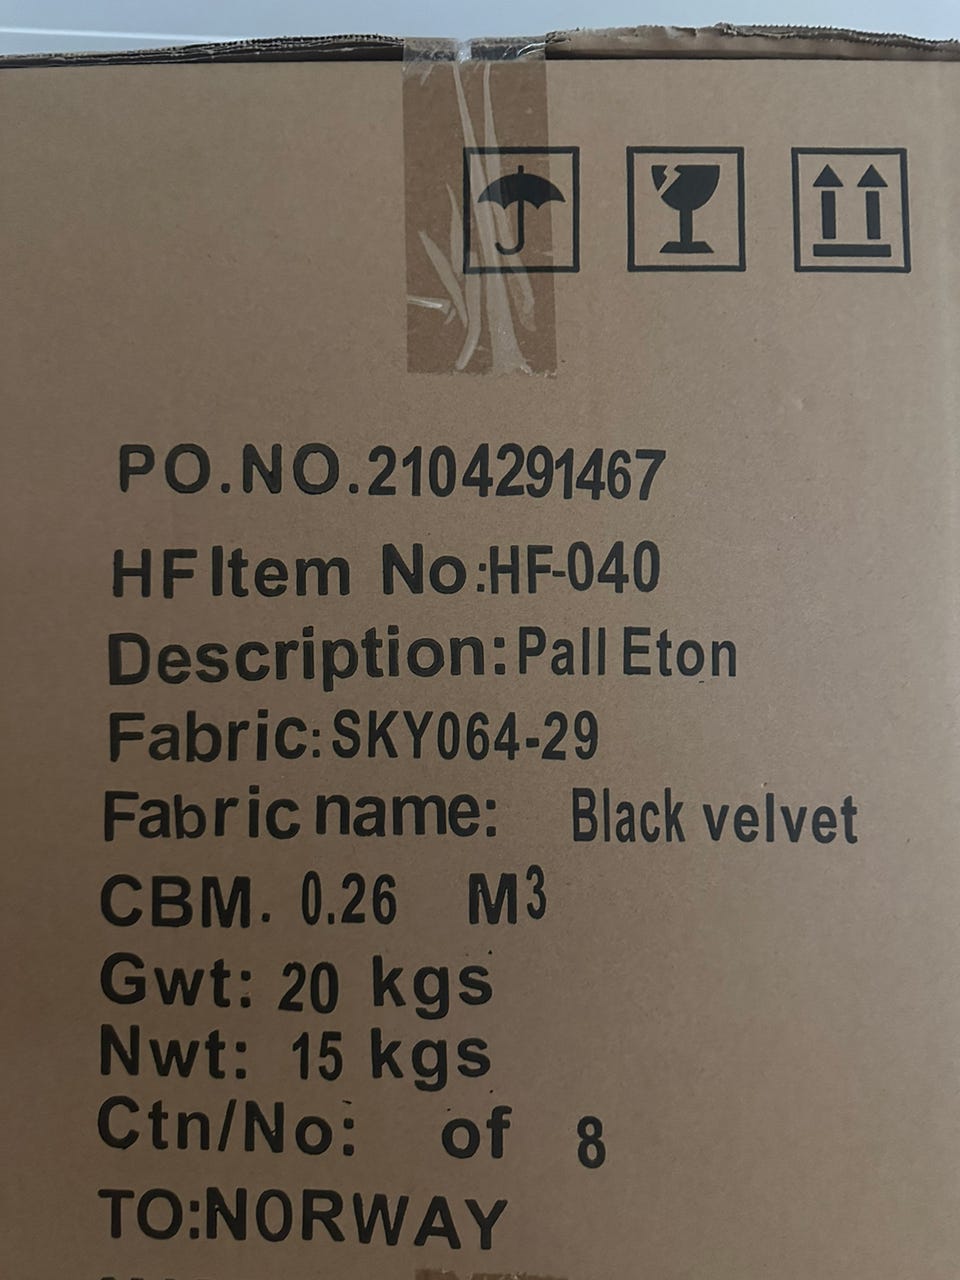 PO.NO.2104291467
HF Item No:HF-040
Description:Pall Eton
Fabric:SKY064-29
Fabric name: Black velvet
CBM. 0.26 M³
Gwt: 20 kgs
Nwt: 15 kgs
Ctn/No: of 8
TO:NORWAY